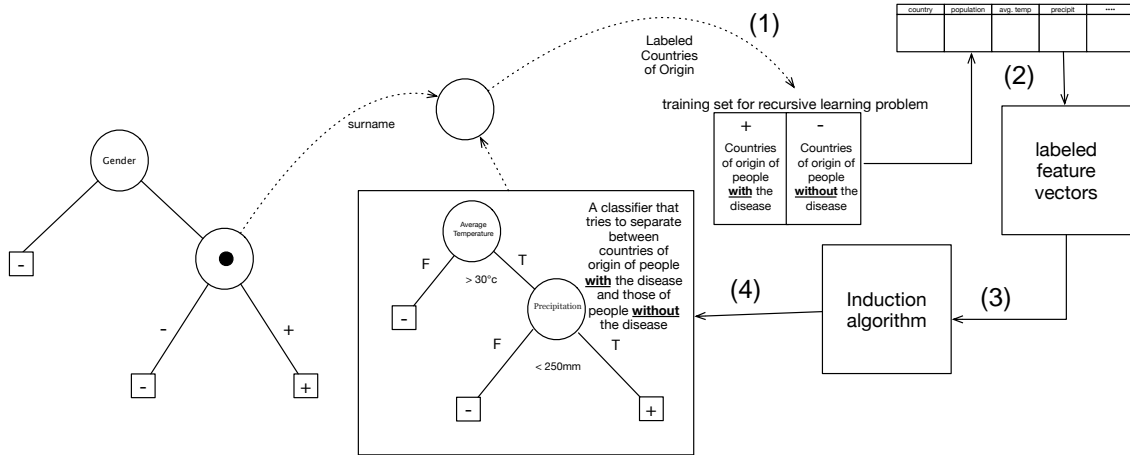 country population avg. temp precipit ....
(1)
Labeled
Countries
of Origin
(2)
surname
training set for recursive learning problem
+ -
Countries
of origin of
people
with the
disease
Countries
of origin of
people
without the
disease
labeled
feature
vectors
Gender
-
- +
- +
Average
Temperature
F T
> 30°c
-
Precipitation
F T
< 250mm
- +
A classifier that
tries to separate
between
countries of
origin of people
with the disease
and those of
people without
the disease
(4)
Induction
algorithm
(3)